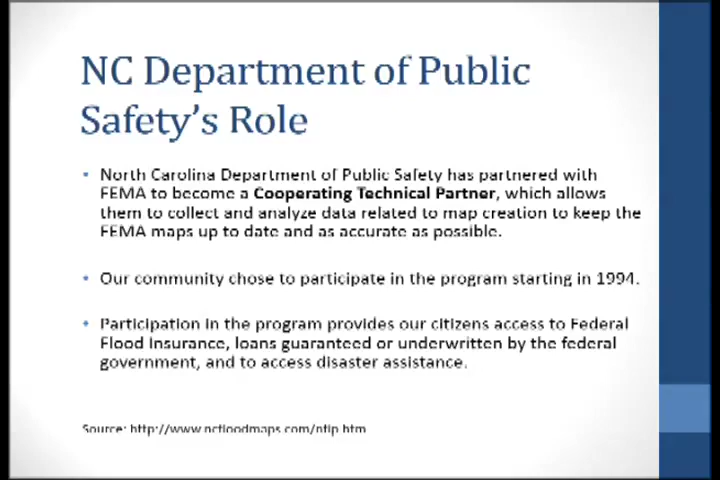 NC Department of Public
Safety's Role
• North Carolina Department of Public Safety has partnered with
FEMA to become a Cooperating Technical Partner, which allows
them to collect and analyze data related to map creation to keep the
FEMA maps up to date and as accurate as possible.
• Our community chose to participate in the program starting in 1994.
• Participation in the program provides our citizens access to Federal
Flood Insurance, loans guaranteed or underwritten by the federal
government, and to access disaster assistance.
Source: http://www.ncfloodmaps.com/nfip.htm